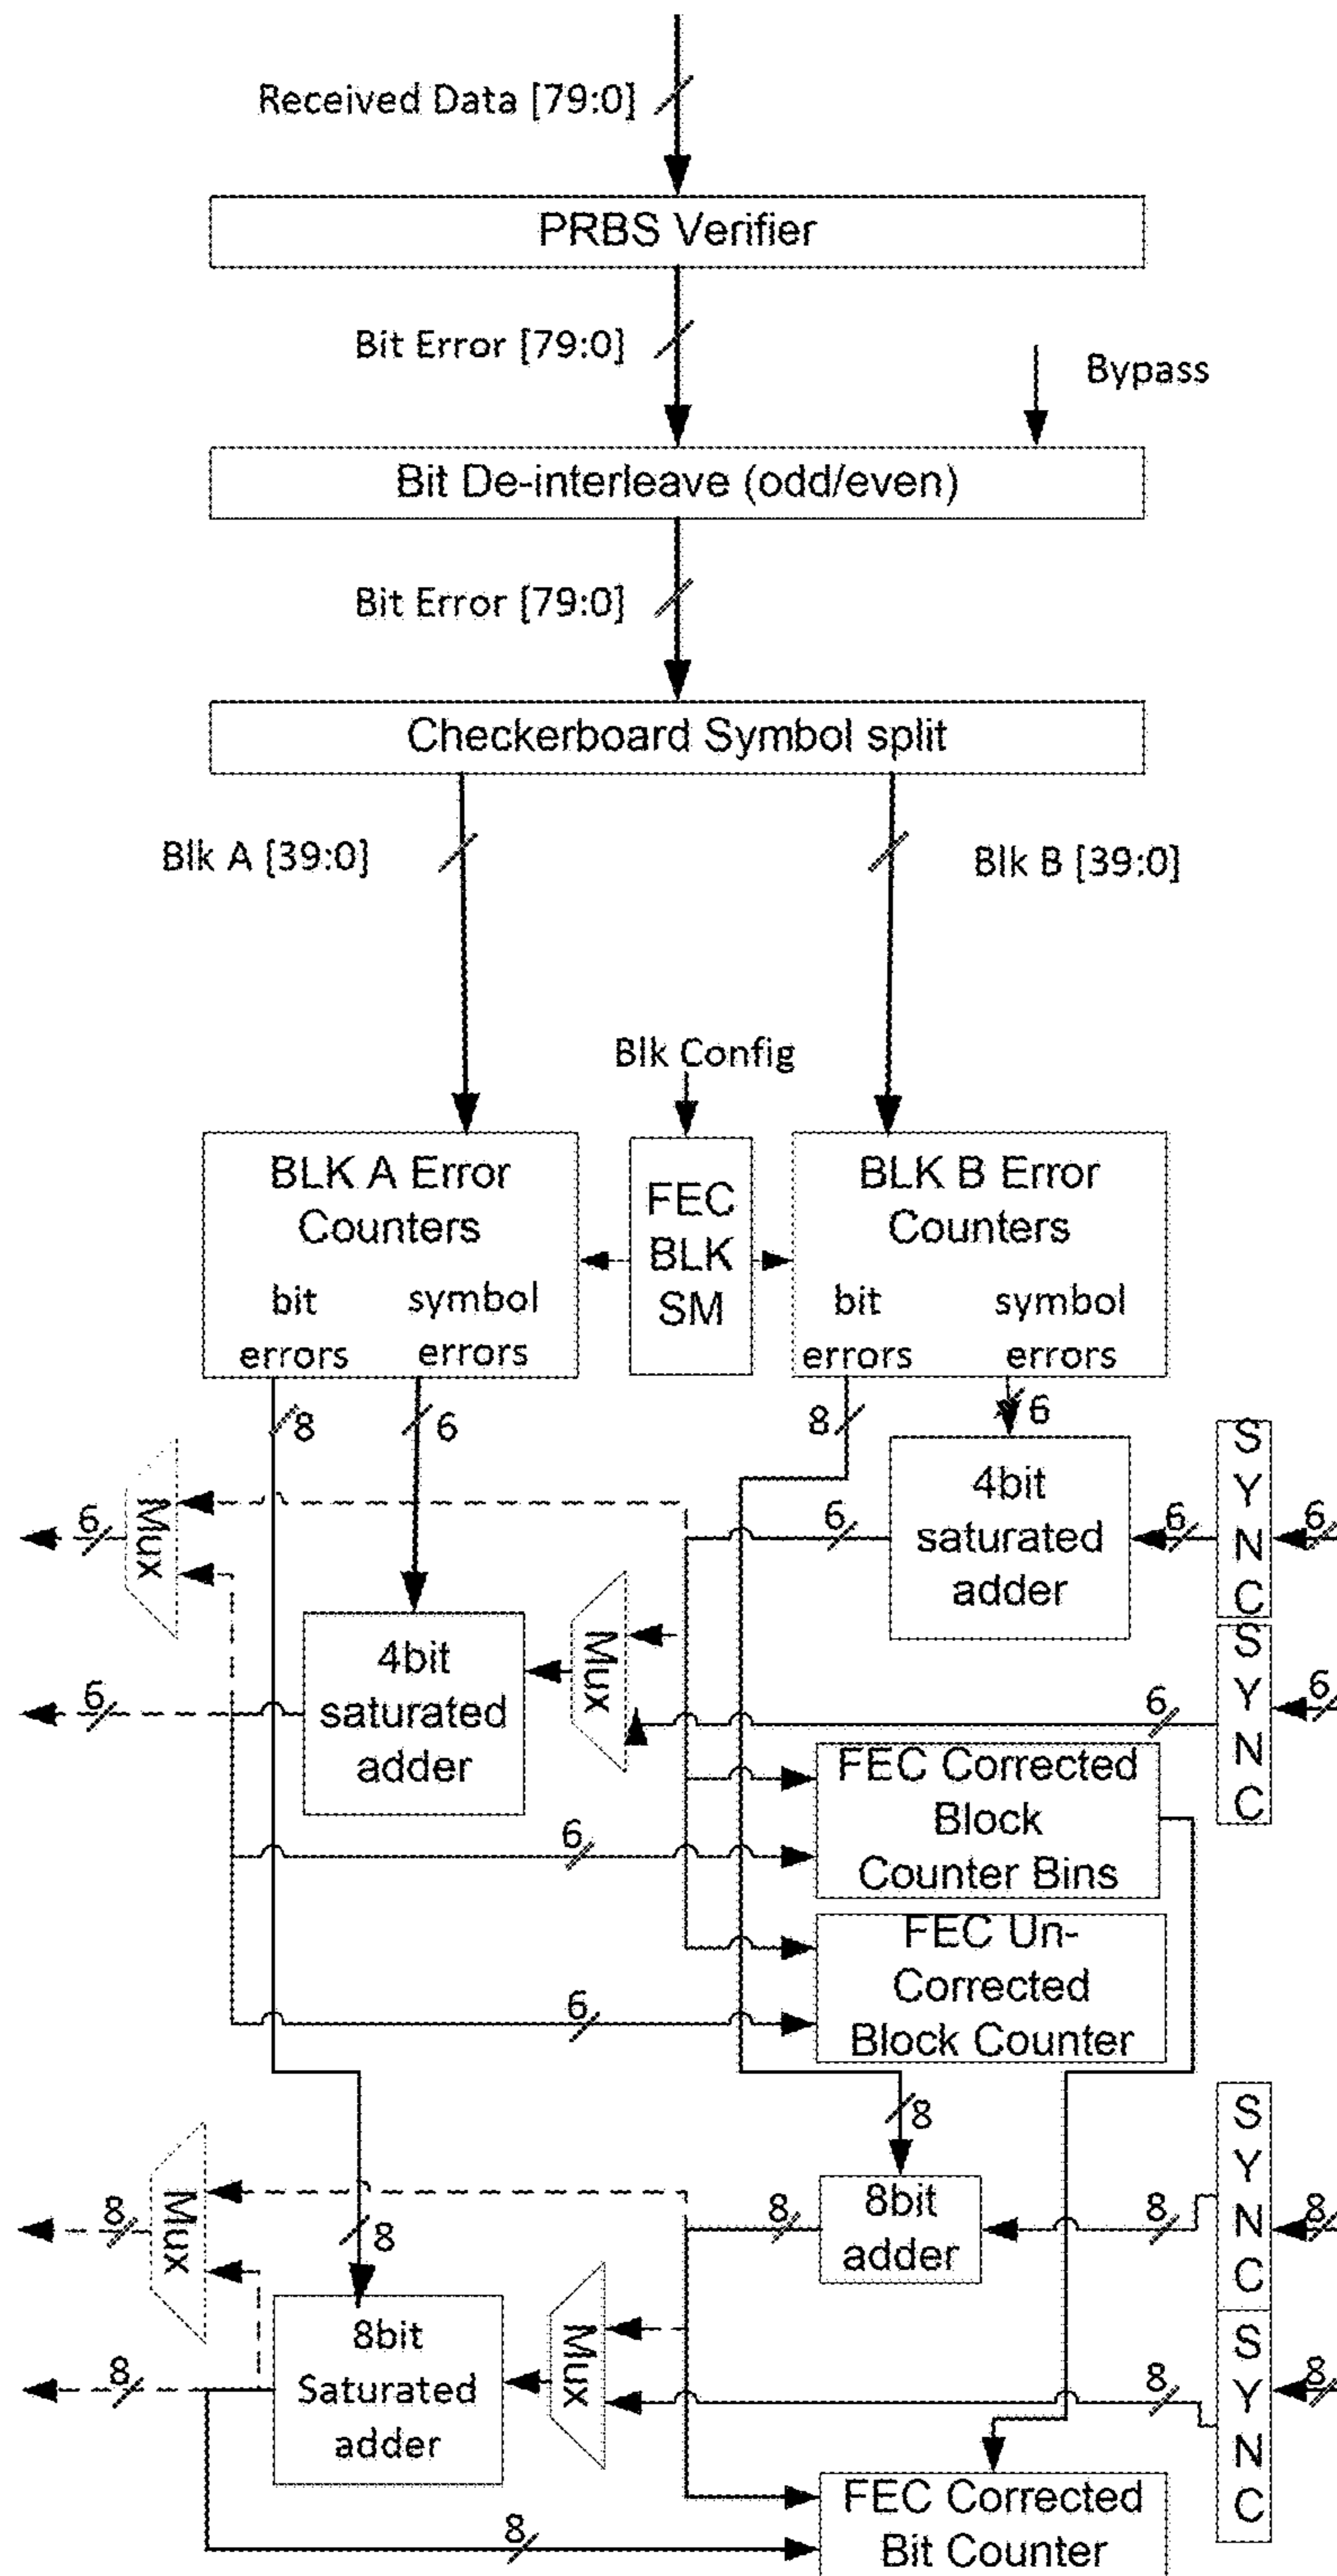 Received Data [79:0]
PRBS Verifier
Bit Error [79:0]
Bypass
Bit De-interleave (odd/even)
Bit Error [79:0]
Checkerboard Symbol split
Blk A [39:0]
Blk B [39:0]
Blk Config
BLK A Error
Counters
bit
errors
symbol
errors
FEC
BLK
SM
BLK B Error
Counters
bit
errors
symbol
errors
8
6
8
6
S
Y
N
C
4bit
saturated
adder
6
6
6
Mux
6
4bit
saturated
adder
Mux
6
S
Y
N
C
6
6
FEC Corrected
Block
Counter Bins
6
FEC Un-
Corrected
Block Counter
6
8
S
Y
N
C
8bit
adder
8
8
8
Mux
8
8
8bit
Saturated
adder
Mux
8
S
Y
N
C
8
8
FEC Corrected
Bit Counter
8